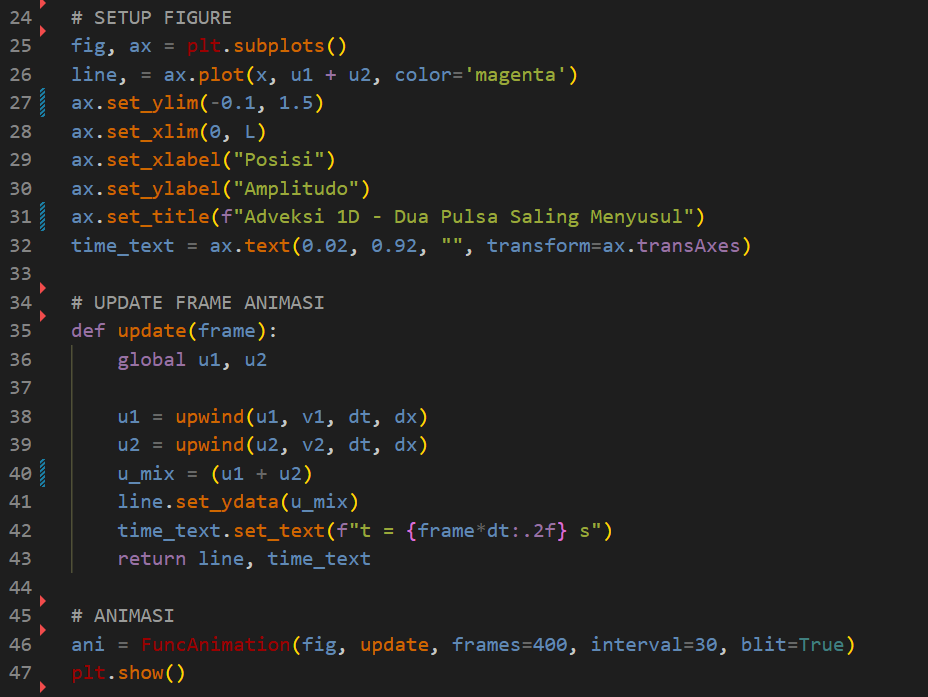 24 # SETUP FIGURE
25 fig, ax = plt.subplots()
26 line, = ax.plot(x, u1 + u2, color='magenta')
27 ax.set_ylim(-0.1, 1.5)
28 ax.set_xlim(0, L)
29 ax.set_xlabel("Posisi")
30 ax.set_ylabel("Amplitudo")
31 ax.set_title(f"Adveksi 1D - Dua Pulsa Saling Menyusul")
32 time_text = ax.text(0.02, 0.92, "", transform=ax.transAxes)
33
34 # UPDATE FRAME ANIMASI
35 def update(frame):
36     global u1, u2
37
38     u1 = upwind(u1, v1, dt, dx)
39     u2 = upwind(u2, v2, dt, dx)
40     u_mix = (u1 + u2)
41     line.set_ydata(u_mix)
42     time_text.set_text(f"t = {frame*dt:.2f} s")
43     return line, time_text
44
45 # ANIMASI
46 ani = FuncAnimation(fig, update, frames=400, interval=30, blit=True)
47 plt.show()